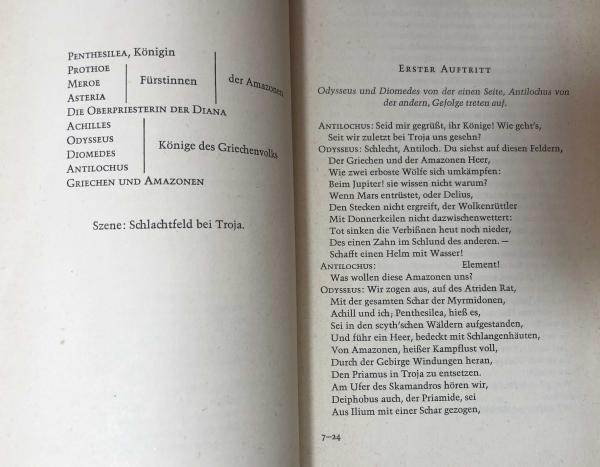 Penthesilea, Königin
Prothoe
Meroe
Asteria
Fürstinnen
der Amazonen
Die Oberpriesterin der Diana
Achilles
Odysseus
Diomedes
Antilochus
Könige des Griechenvolks
Griechen und Amazonen
Szene: Schlachtfeld bei Troja.
Erster Auftritt
Odysseus und Diomedes von der einen Seite, Antilochus von
der andern, Gefolge treten auf.
Antilochus: Seid mir gegrüßt, ihr Könige! Wie geht's,
Seit wir zuletzt bei Troja uns gesehn?
Odysseus: Schlecht, Antiloch. Du siehst auf diesen Feldern,
Der Griechen und der Amazonen Heer,
Wie zwei erboste Wölfe sich umkämpfen:
Beim Jupiter! sie wissen nicht warum?
Wenn Mars entrüstet, oder Delius,
Den Stecken nicht ergreift, der Wolkenrüttler
Mit Donnerkeilen nicht dazwischenwettert:
Tot sinken die Verbißnen heut noch nieder,
Des einen Zahn im Schlund des anderen. —
Schafft einen Helm mit Wasser!
Antilochus: Element!
Was wollen diese Amazonen uns?
Odysseus: Wir zogen aus, auf des Atriden Rat,
Mit der gesamten Schar der Myrmidonen,
Achill und ich; Penthesilea, hieß es,
Sei in den scyth'schen Wäldern aufgestanden,
Und führ ein Heer, bedeckt mit Schlangenhäuten,
Von Amazonen, heißer Kampflust voll,
Durch der Gebirge Windungen heran,
Den Priamus in Troja zu entsetzen.
Am Ufer des Skamandros hören wir,
Deiphobus auch, der Priamide, sei
Aus Ilium mit einer Schar gezogen,
7–24